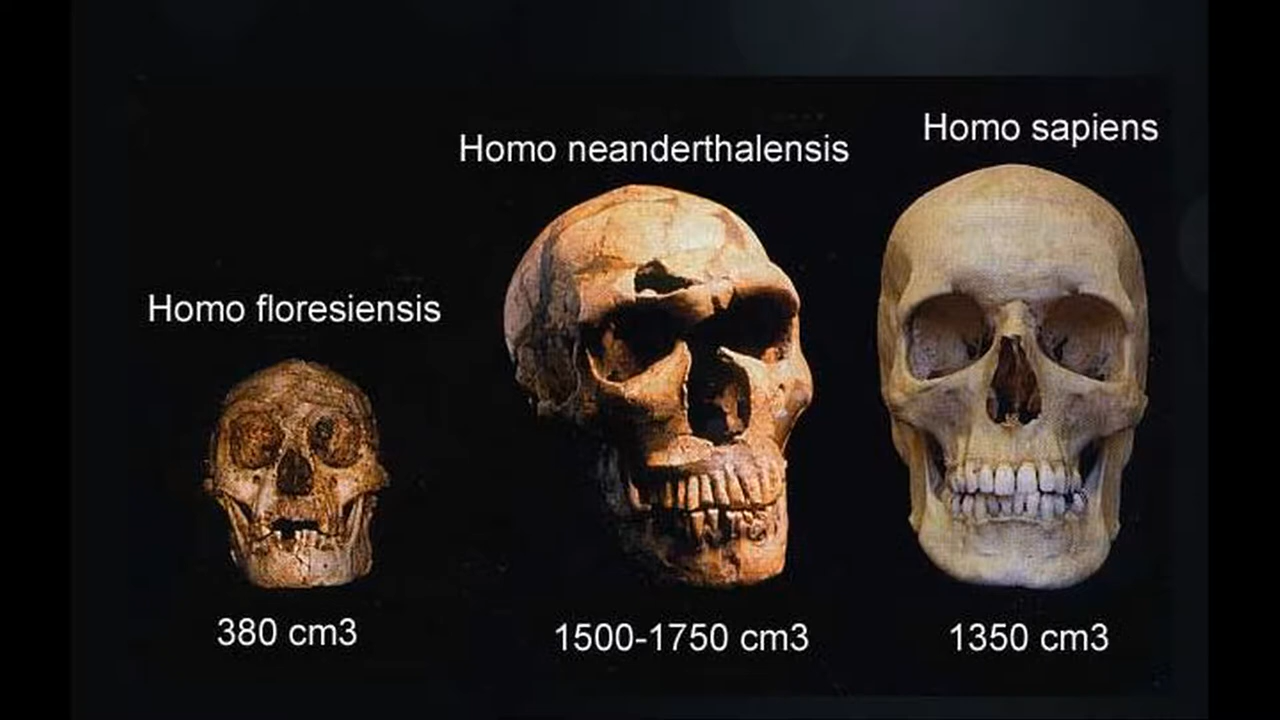 Homo floresiensis
380 cm3
Homo neanderthalensis
1500-1750 cm3
Homo sapiens
1350 cm3